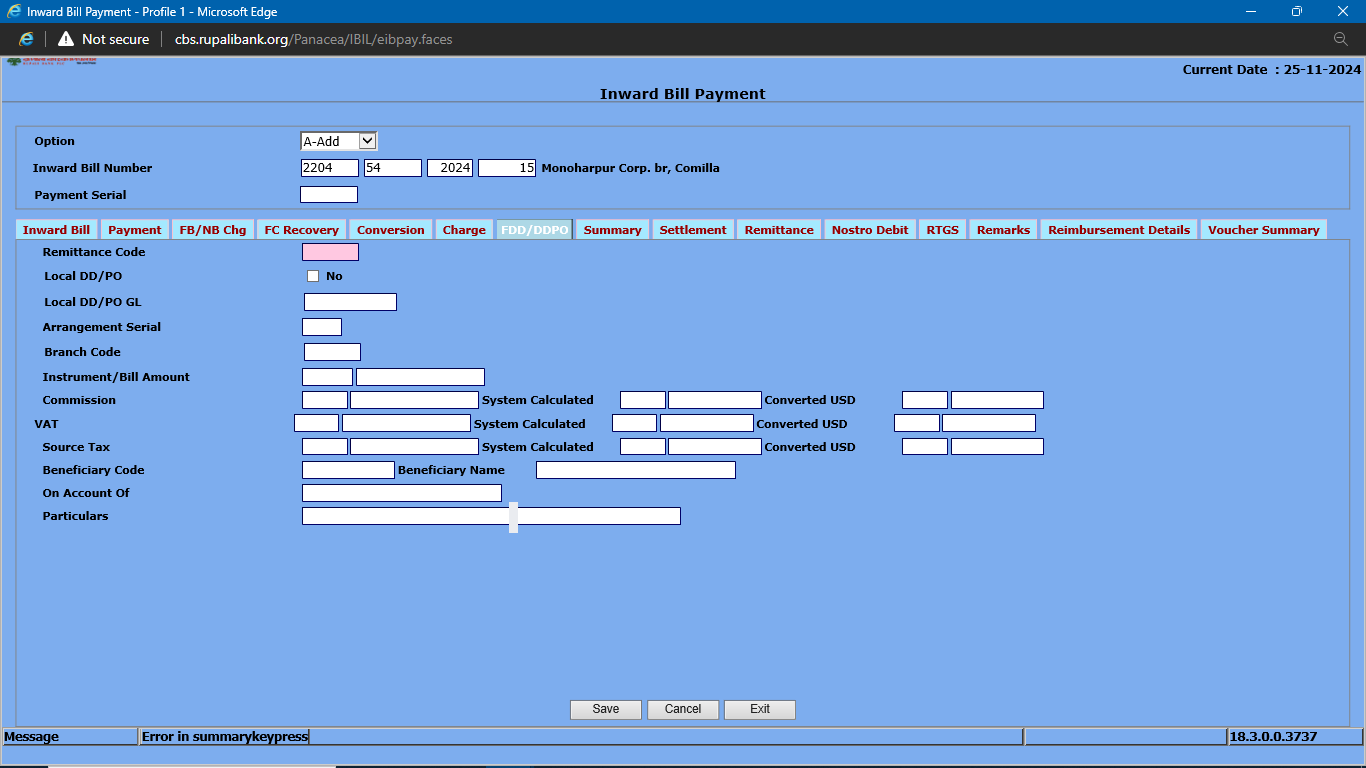 Inward Bill Payment - Profile 1 - Microsoft Edge
Not secure cbs.rupalibank.org/Panacea/IBIL/eibpay.faces
Current Date : 25-11-2024
Inward Bill Payment
Option A-Add
Inward Bill Number 2204 54 2024 15 Monoharpur Corp. br, Comilla
Payment Serial
Inward Bill Payment FB/NB Chg FC Recovery Conversion Charge FDD/DDPO Summary Settlement Remittance Nostro Debit RTGS Remarks Reimbursement Details Voucher Summary
Remittance Code
Local DD/PO No
Local DD/PO GL
Arrangement Serial
Branch Code
Instrument/Bill Amount
Commission System Calculated Converted USD
VAT System Calculated Converted USD
Source Tax System Calculated Converted USD
Beneficiary Code Beneficiary Name
On Account Of
Particulars
Save Cancel Exit
Message Error in summarykeypress 18.3.0.0.3737